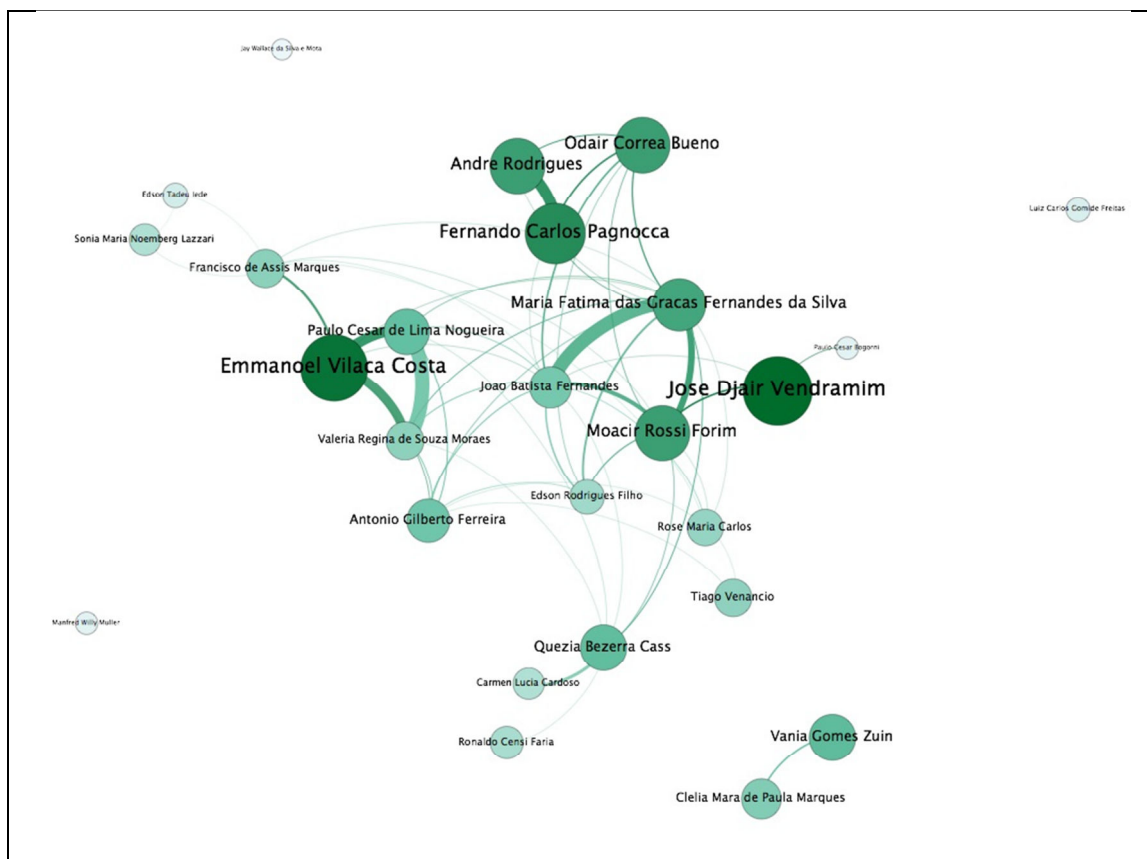 Jay Wallace da Silva e Mota
Odair Correa Bueno
Andre Rodrigues
Edson Tadeu Iede
Luiz Carlos Gomide Freitas
Fernando Carlos Pagnocca
Sonia Maria Noemberg Lazzari
Francisco de Assis Marques
Maria Fatima das Gracas Fernandes da Silva
Paulo Cesar de Lima Nogueira
Paulo Cesar Bogorni
Emmanoel Vilaca Costa
Joao Batista Fernandes
Jose Djair Vendramim
Moacir Rossi Forim
Valeria Regina de Souza Moraes
Edson Rodrigues Filho
Antonio Gilberto Ferreira
Rose Maria Carlos
Tiago Venancio
Manfred Willy Muller
Quezia Bezerra Cass
Carmen Lucia Cardoso
Vania Gomes Zuin
Ronaldo Censi Faria
Clelia Mara de Paula Marques